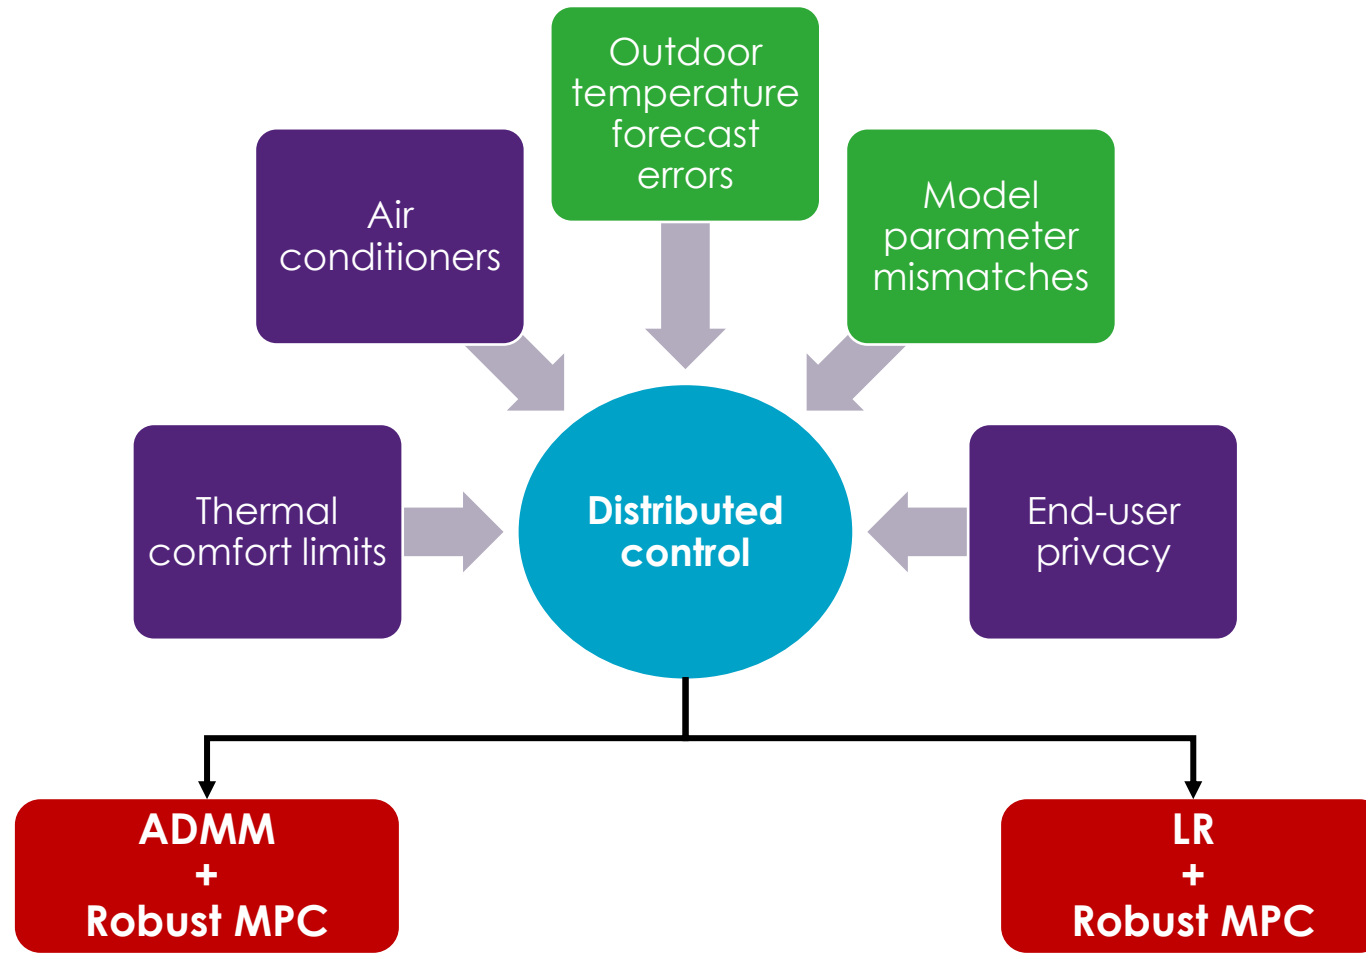 Outdoor
temperature
forecast
errors
Air
conditioners
Model
parameter
mismatches
Thermal
comfort limits
Distributed
control
End-user
privacy
ADMM
+
Robust MPC
LR
+
Robust MPC